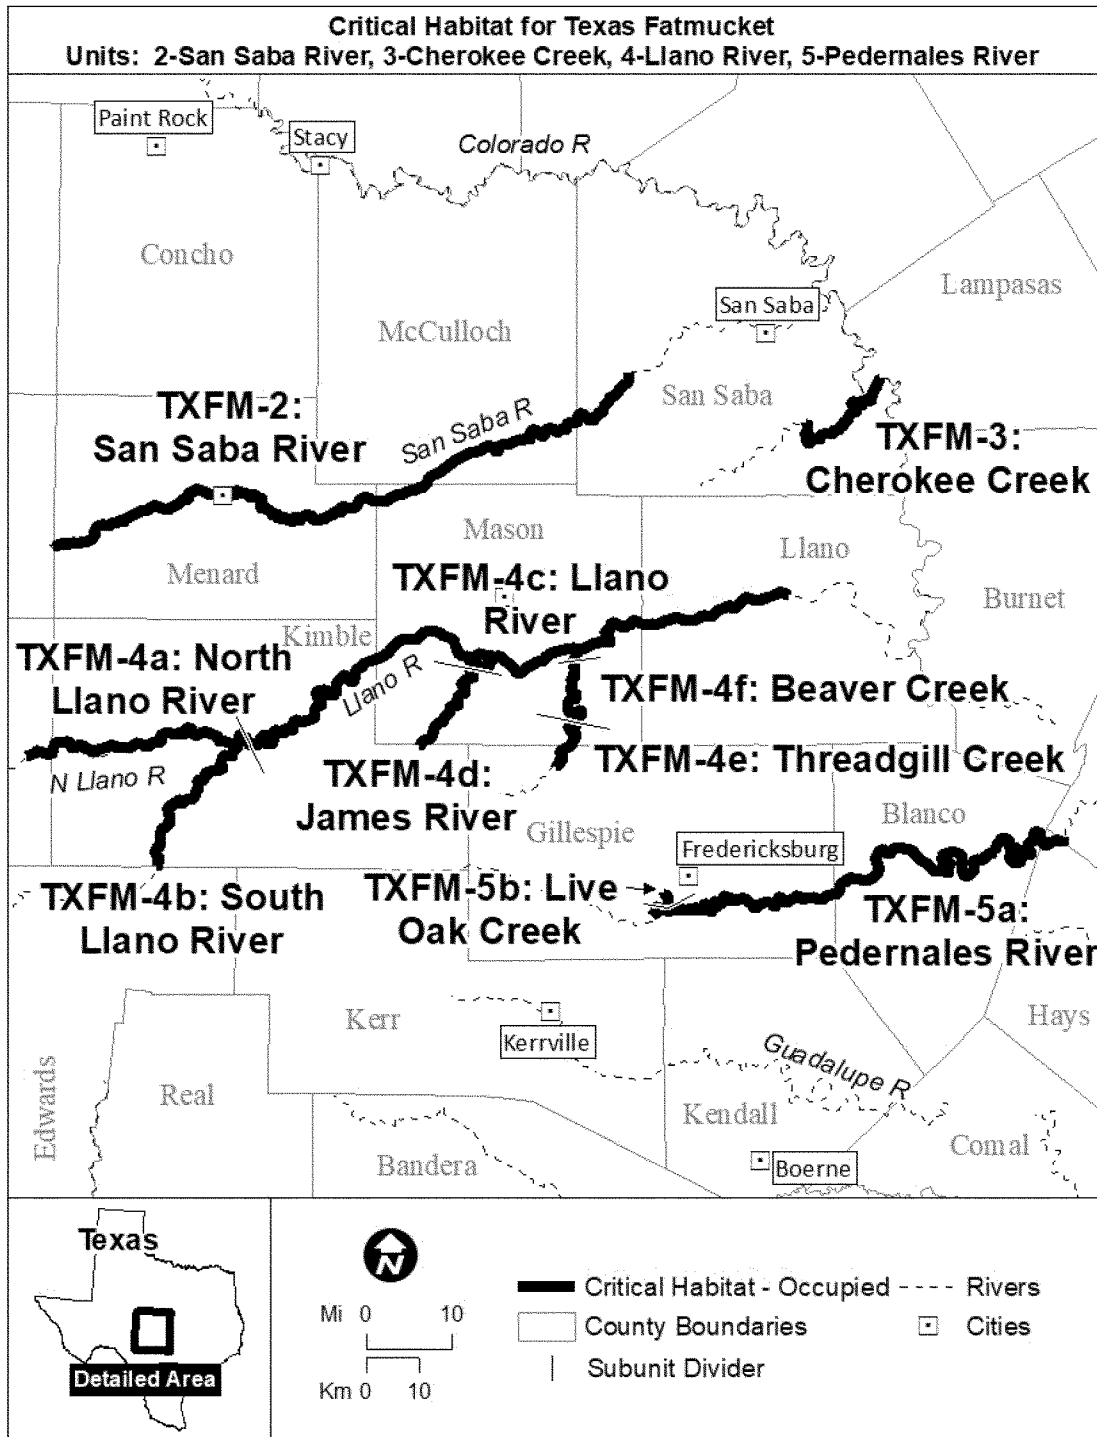 Critical Habitat for Texas Fatmucket
Units: 2-San Saba River, 3-Cherokee Creek, 4-Llano River, 5-Pedernales River
Paint Rock
Stacy
Colorado R
Concho
Lampasas
San Saba
McCulloch
San Saba
TXFM-2:
San Saba River
San Saba R
TXFM-3:
Cherokee Creek
Mason
Llano
Menard
TXFM-4c: Llano
River
Burnet
Kimble
TXFM-4a: North
Llano River
Llano R
TXFM-4f: Beaver Creek
N Llano R
TXFM-4d:
James River
TXFM-4e: Threadgill Creek
Gillespie
Blanco
Fredericksburg
TXFM-4b: South
Llano River
TXFM-5b: Live
Oak Creek
TXFM-5a:
Pedernales River
Kerr
Kerrville
Hays
Edwards
Real
Guadalupe R
Kendall
Comal
Bandera
Boerne
Texas
Detailed Area
N
Mi 0 10
Km 0 10
Critical Habitat - Occupied
County Boundaries
Subunit Divider
Rivers
Cities